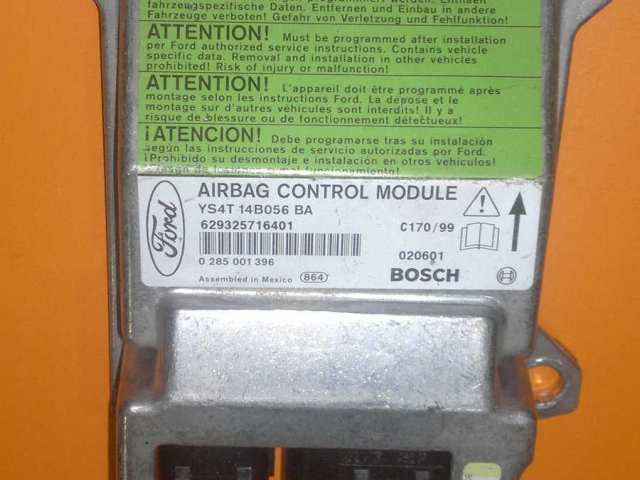 fahrzeugspezifische Daten. Entfernen und Einbau in andere
Fahrzeuge verboten! Gefahr von Verletzung und Fehlfunktion!
ATTENTION! Must be programmed after installation
per Ford authorized service instructions. Contains vehicle
specific data. Removal and installation in other vehicles
prohibited! Risk of injury or malfunction!
ATTENTION! L'appareil doit être programmé après
montage selon les instructions Ford. La dépose et le
montage sur d'autres véhicules sont interdits! Il y a
risque de blessure ou de fonctionnement défectueux!
¡ATENCION! Debe programarse tras su instalación
según las instrucciones de servicio autorizadas por Ford.
¡Prohibido su desmontaje e instalación en otros vehículos!
funcionamiento!
Ford
AIRBAG CONTROL MODULE
YS4T 14B056 BA
629325716401
C170/99
0 285 001 396
020601
Assembled in Mexico 864
BOSCH